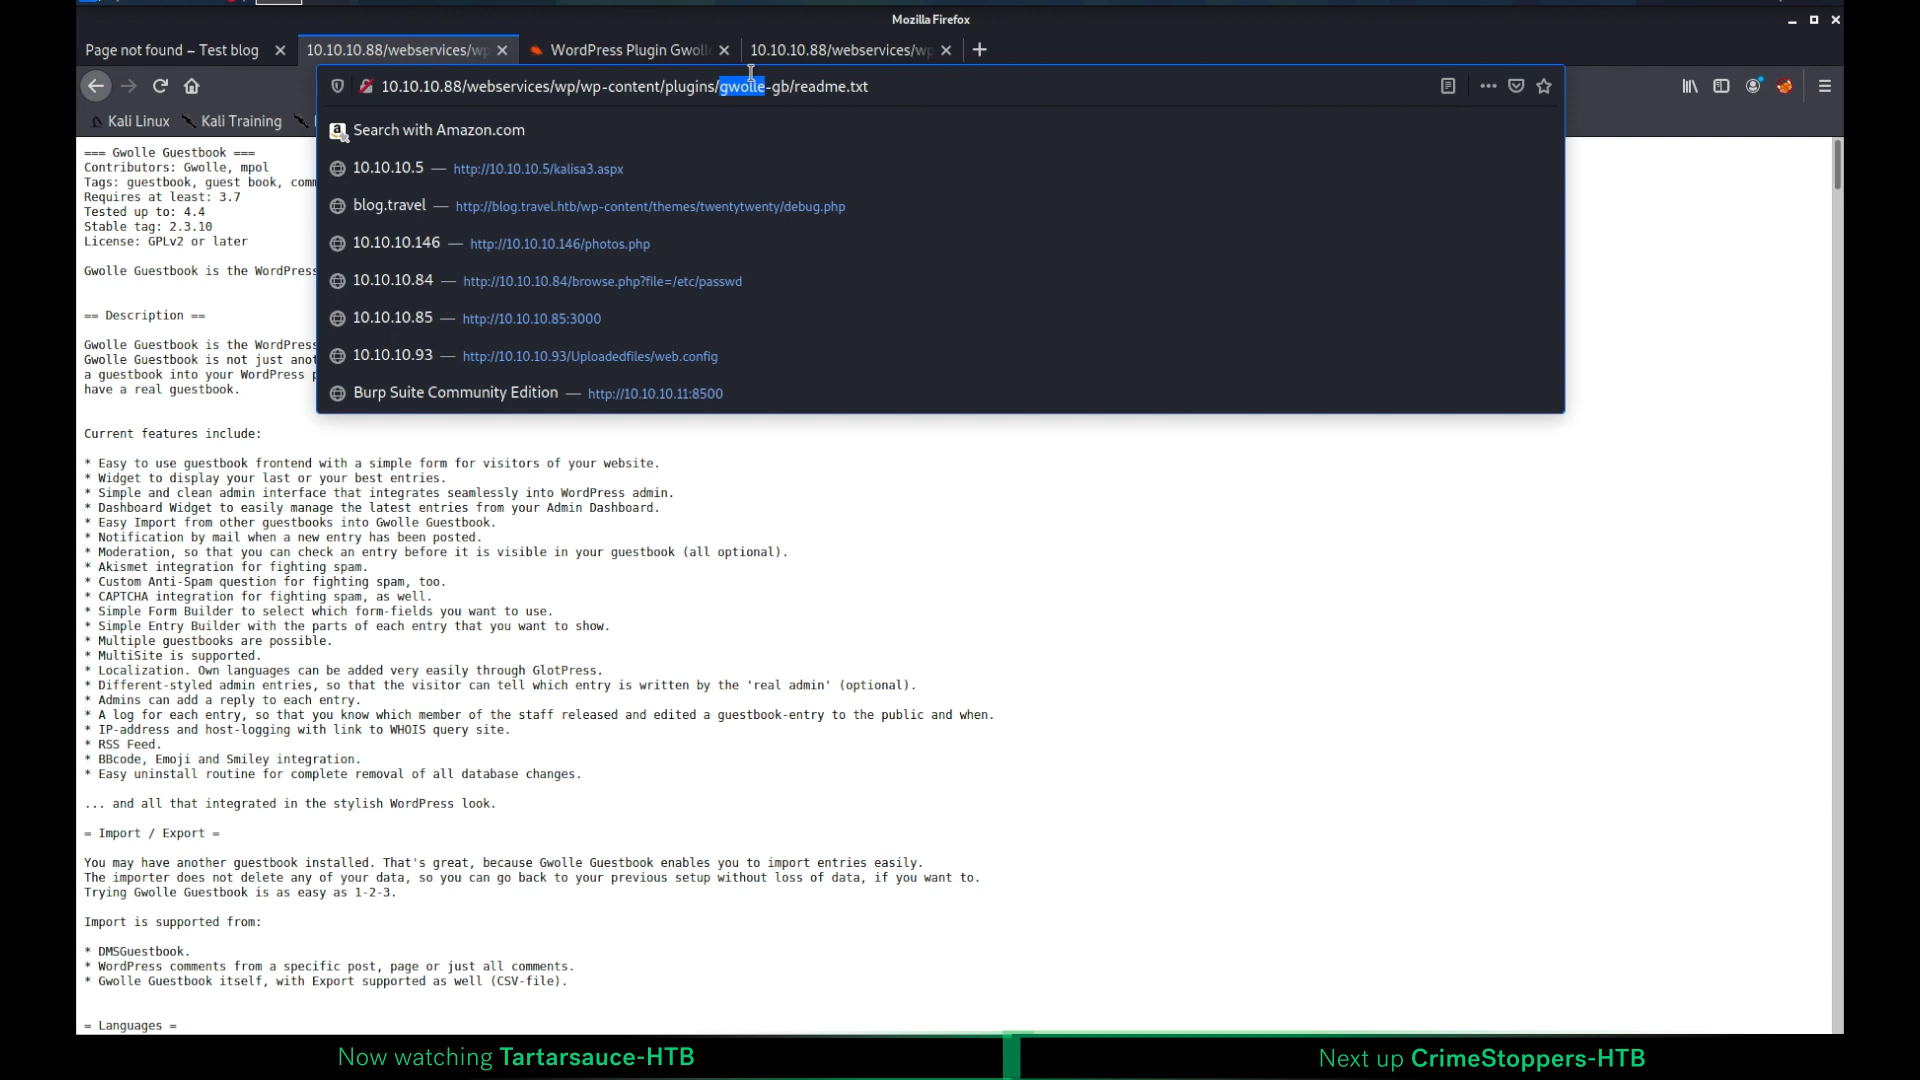 Mozilla Firefox
Page not found – Test blog
10.10.10.88/webservices/wp
WordPress Plugin Gwoll
10.10.10.88/webservices/wp
10.10.10.88/webservices/wp/wp-content/plugins/gwolle-gb/readme.txt
Kali Linux
Kali Training
Search with Amazon.com
10.10.10.5 — http://10.10.10.5/kalisa3.aspx
blog.travel — http://blog.travel.htb/wp-content/themes/twentytwenty/debug.php
10.10.10.146 — http://10.10.10.146/photos.php
10.10.10.84 — http://10.10.10.84/browse.php?file=/etc/passwd
10.10.10.85 — http://10.10.10.85:3000
10.10.10.93 — http://10.10.10.93/Uploadedfiles/web.config
Burp Suite Community Edition — http://10.10.10.11:8500
=== Gwolle Guestbook ===
Contributors: Gwolle, mpol
Tags: guestbook, guest book, comm
Requires at least: 3.7
Tested up to: 4.4
Stable tag: 2.3.10
License: GPLv2 or later
Gwolle Guestbook is the WordPress
== Description ==
Gwolle Guestbook is the WordPress
Gwolle Guestbook is not just anot
a guestbook into your WordPress p
have a real guestbook.
Current features include:
* Easy to use guestbook frontend with a simple form for visitors of your website.
* Widget to display your last or your best entries.
* Simple and clean admin interface that integrates seamlessly into WordPress admin.
* Dashboard Widget to easily manage the latest entries from your Admin Dashboard.
* Easy Import from other guestbooks into Gwolle Guestbook.
* Notification by mail when a new entry has been posted.
* Moderation, so that you can check an entry before it is visible in your guestbook (all optional).
* Akismet integration for fighting spam.
* Custom Anti-Spam question for fighting spam, too.
* CAPTCHA integration for fighting spam, as well.
* Simple Form Builder to select which form-fields you want to use.
* Simple Entry Builder with the parts of each entry that you want to show.
* Multiple guestbooks are possible.
* MultiSite is supported.
* Localization. Own languages can be added very easily through GlotPress.
* Different-styled admin entries, so that the visitor can tell which entry is written by the 'real admin' (optional).
* Admins can add a reply to each entry.
* A log for each entry, so that you know which member of the staff released and edited a guestbook-entry to the public and when.
* IP-address and host-logging with link to WHOIS query site.
* RSS Feed.
* BBcode, Emoji and Smiley integration.
* Easy uninstall routine for complete removal of all database changes.
... and all that integrated in the stylish WordPress look.
= Import / Export =
You may have another guestbook installed. That's great, because Gwolle Guestbook enables you to import entries easily.
The importer does not delete any of your data, so you can go back to your previous setup without loss of data, if you want to.
Trying Gwolle Guestbook is as easy as 1-2-3.
Import is supported from:
* DMSGuestbook.
* WordPress comments from a specific post, page or just all comments.
* Gwolle Guestbook itself, with Export supported as well (CSV-file).
= Languages =
Now watching Tartarsauce-HTB
Next up CrimeStoppers-HTB